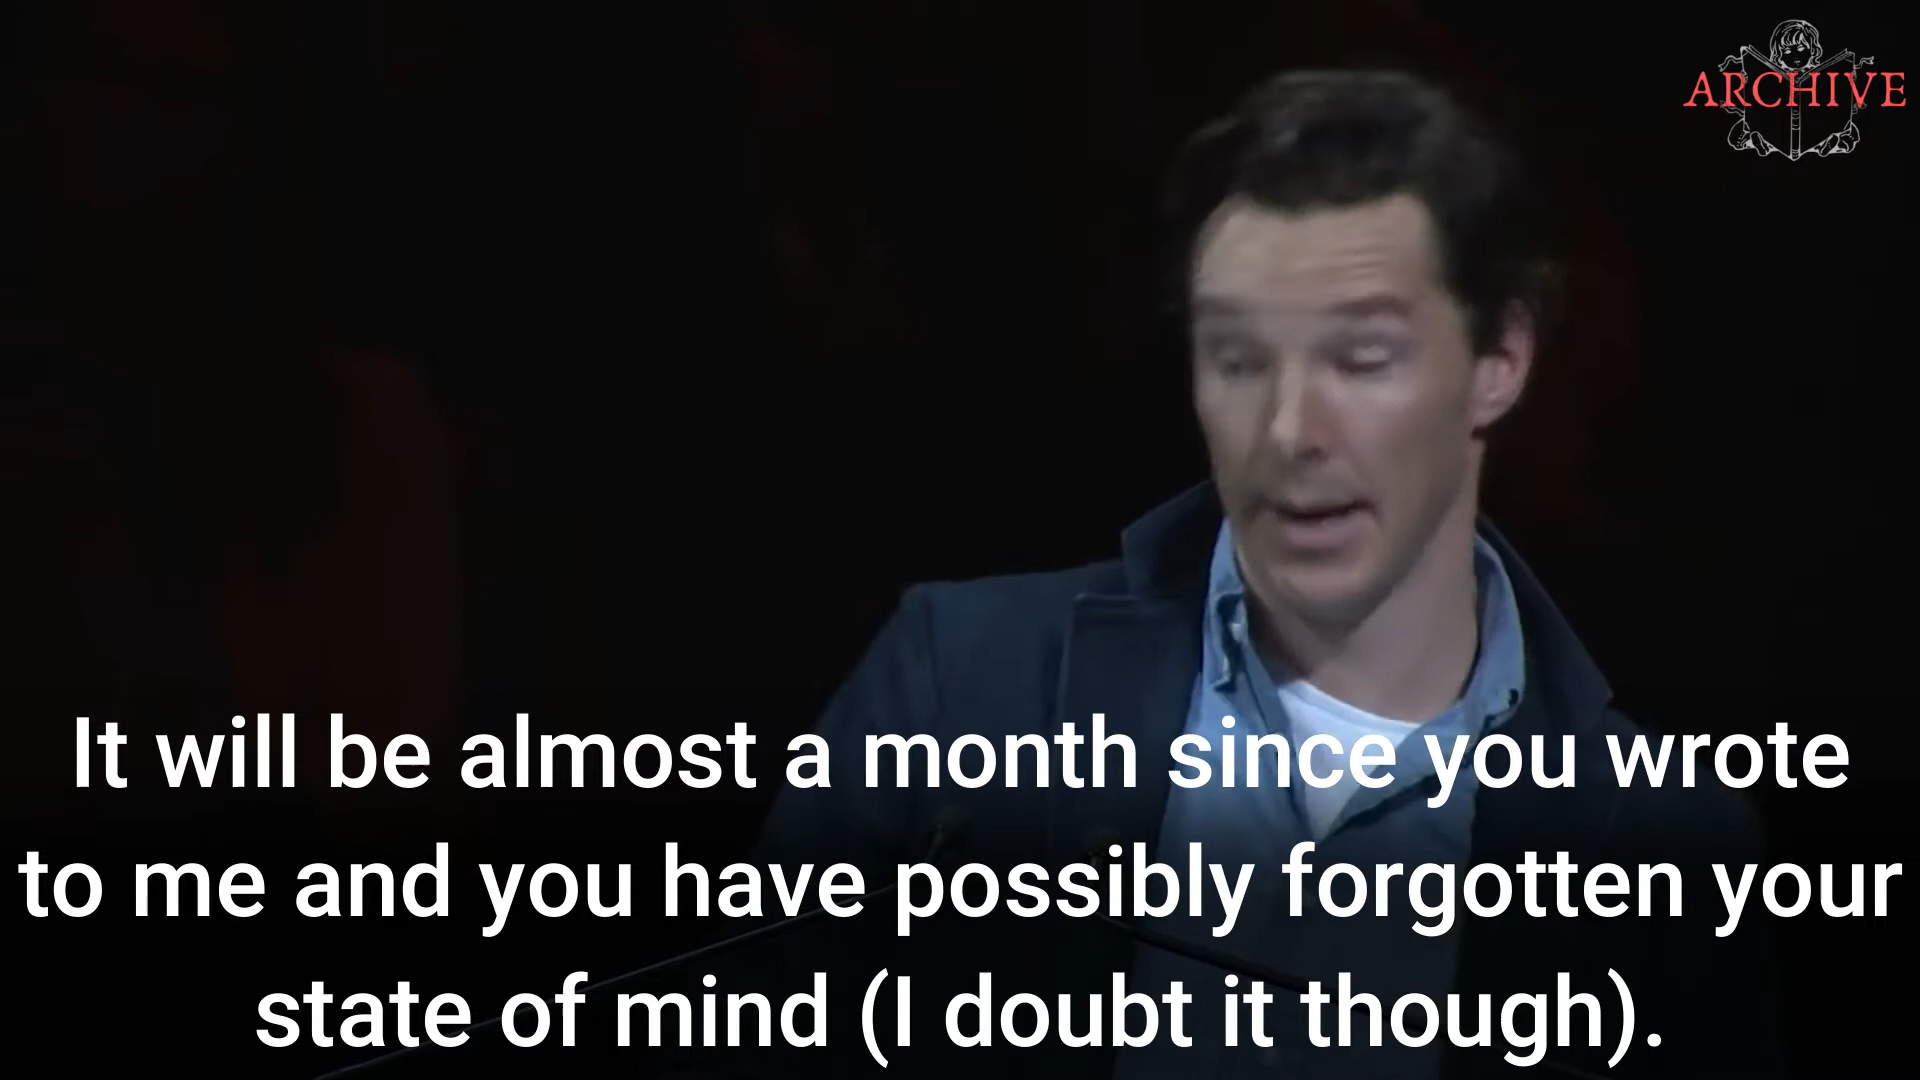 ARCHIVE
It will be almost a month since you wrote
to me and you have possibly forgotten your
state of mind (I doubt it though).